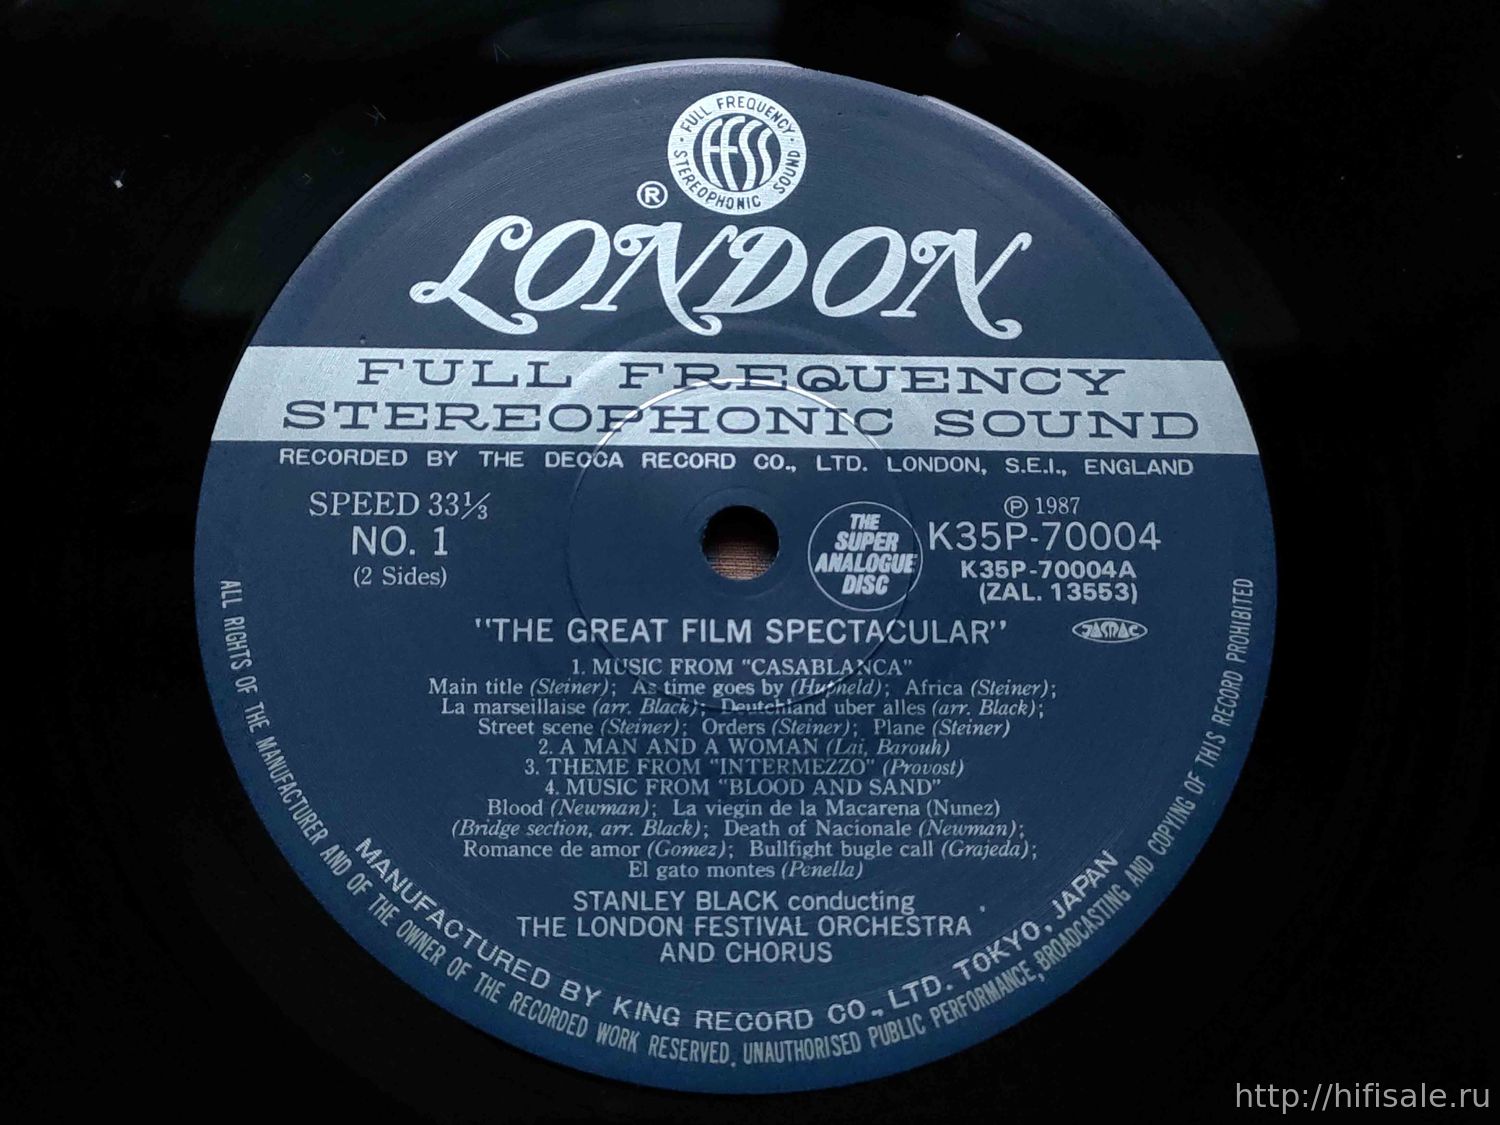 FULL FREQUENCY
STEREOPHONIC SOUND
FFSS
®
LONDON
FULL FREQUENCY
STEREOPHONIC SOUND
RECORDED BY THE DECCA RECORD CO., LTD. LONDON, S.E.I., ENGLAND
SPEED 33⅓
NO. 1
(2 Sides)
THE
SUPER
ANALOGUE
DISC
℗ 1987
K35P-70004
K35P-70004A
(ZAL. 13553)
JASRAC
"THE GREAT FILM SPECTACULAR"
1. MUSIC FROM "CASABLANCA"
Main title (Steiner); As time goes by (Hupneld); Africa (Steiner);
La marseillaise (arr. Black); Deutchland uber alles (arr. Black);
Street scene (Steiner); Orders (Steiner); Plane (Steiner)
2. A MAN AND A WOMAN (Lai, Barouh)
3. THEME FROM "INTERMEZZO" (Provost)
4. MUSIC FROM "BLOOD AND SAND"
Blood (Newman); La viegin de la Macarena (Nunez)
(Bridge section, arr. Black); Death of Nacionale (Newman);
Romance de amor (Gomez); Bullfight bugle call (Grajeda);
El gato montes (Penella)
STANLEY BLACK conducting
THE LONDON FESTIVAL ORCHESTRA
AND CHORUS
MANUFACTURED BY KING RECORD CO., LTD. TOKYO, JAPAN
ALL RIGHTS OF THE MANUFACTURER AND OF THE OWNER OF THE RECORDED WORK RESERVED. UNAUTHORISED PUBLIC PERFORMANCE, BROADCASTING AND COPYING OF THIS RECORD PROHIBITED
http://hifisale.ru